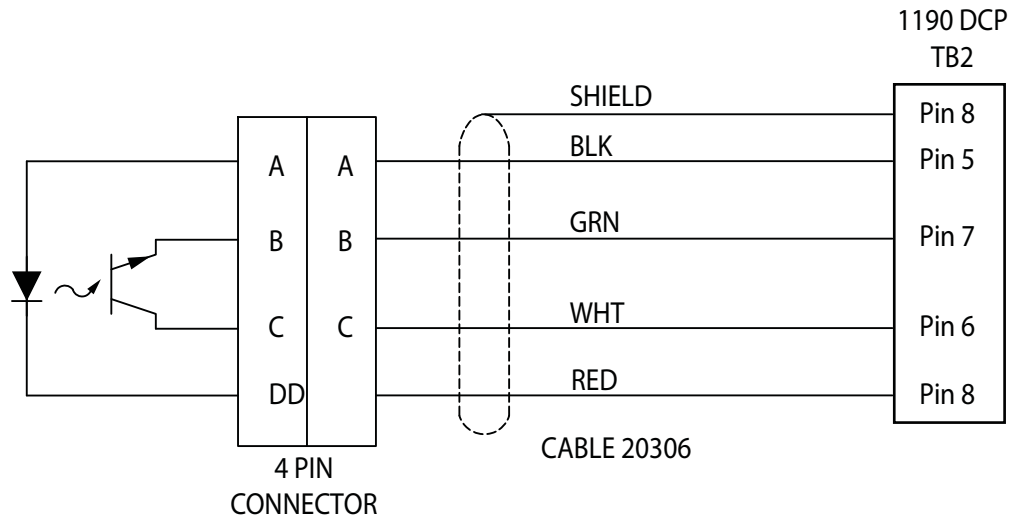 1190 DCP
TB2
SHIELD
Pin 8
A A BLK Pin 5
B B GRN Pin 7
C C WHT Pin 6
DD RED Pin 8
CABLE 20306
4 PIN
CONNECTOR